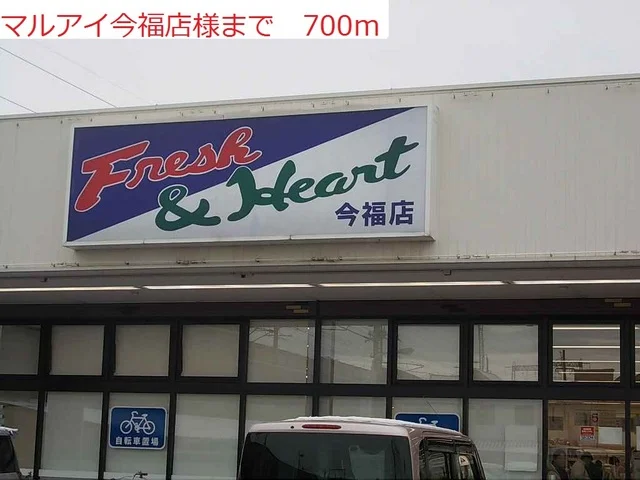 マルアイ今福店様まで　700m
Fresh
& Heart
今福店
自転車置場